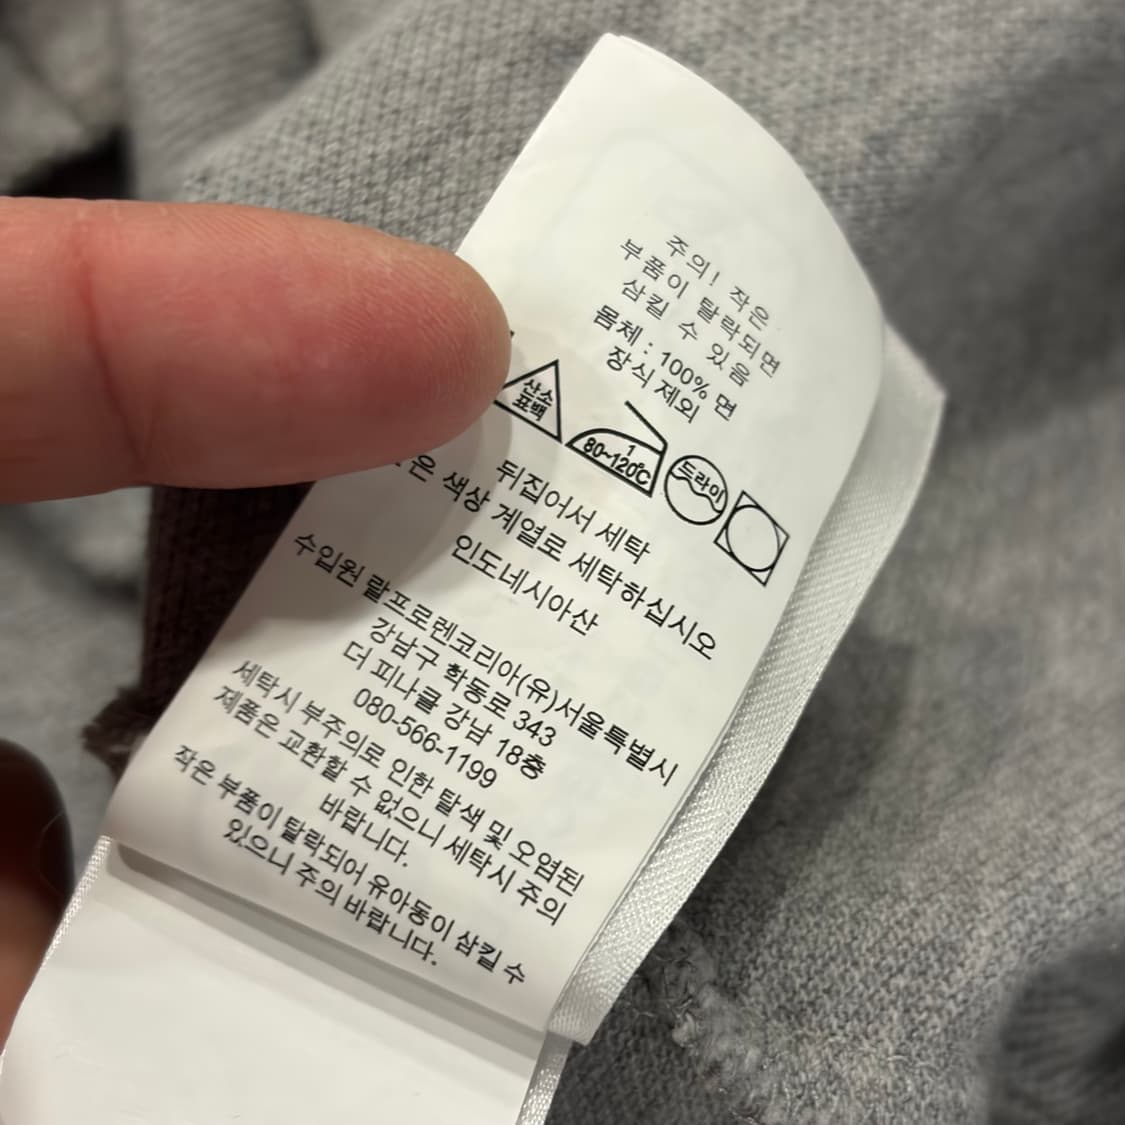 주의! 작은
부품이 탈락되면
삼킬 수 있음
몸체 : 100% 면
장식 제외
산소
표백
1
80~120℃
드라이
뒤집어서 세탁
은 색상 계열로 세탁하십시오
인도네시아산
수입원 랄프로렌코리아(유)서울특별시
강남구 학동로 343
더 피나클 강남 18층
080-566-1199
세탁시 부주의로 인한 탈색 및 오염된
제품은 교환할 수 없으니 세탁시 주의
바랍니다.
작은 부품이 탈락되어 유아동이 삼킬 수
있으니 주의 바랍니다.